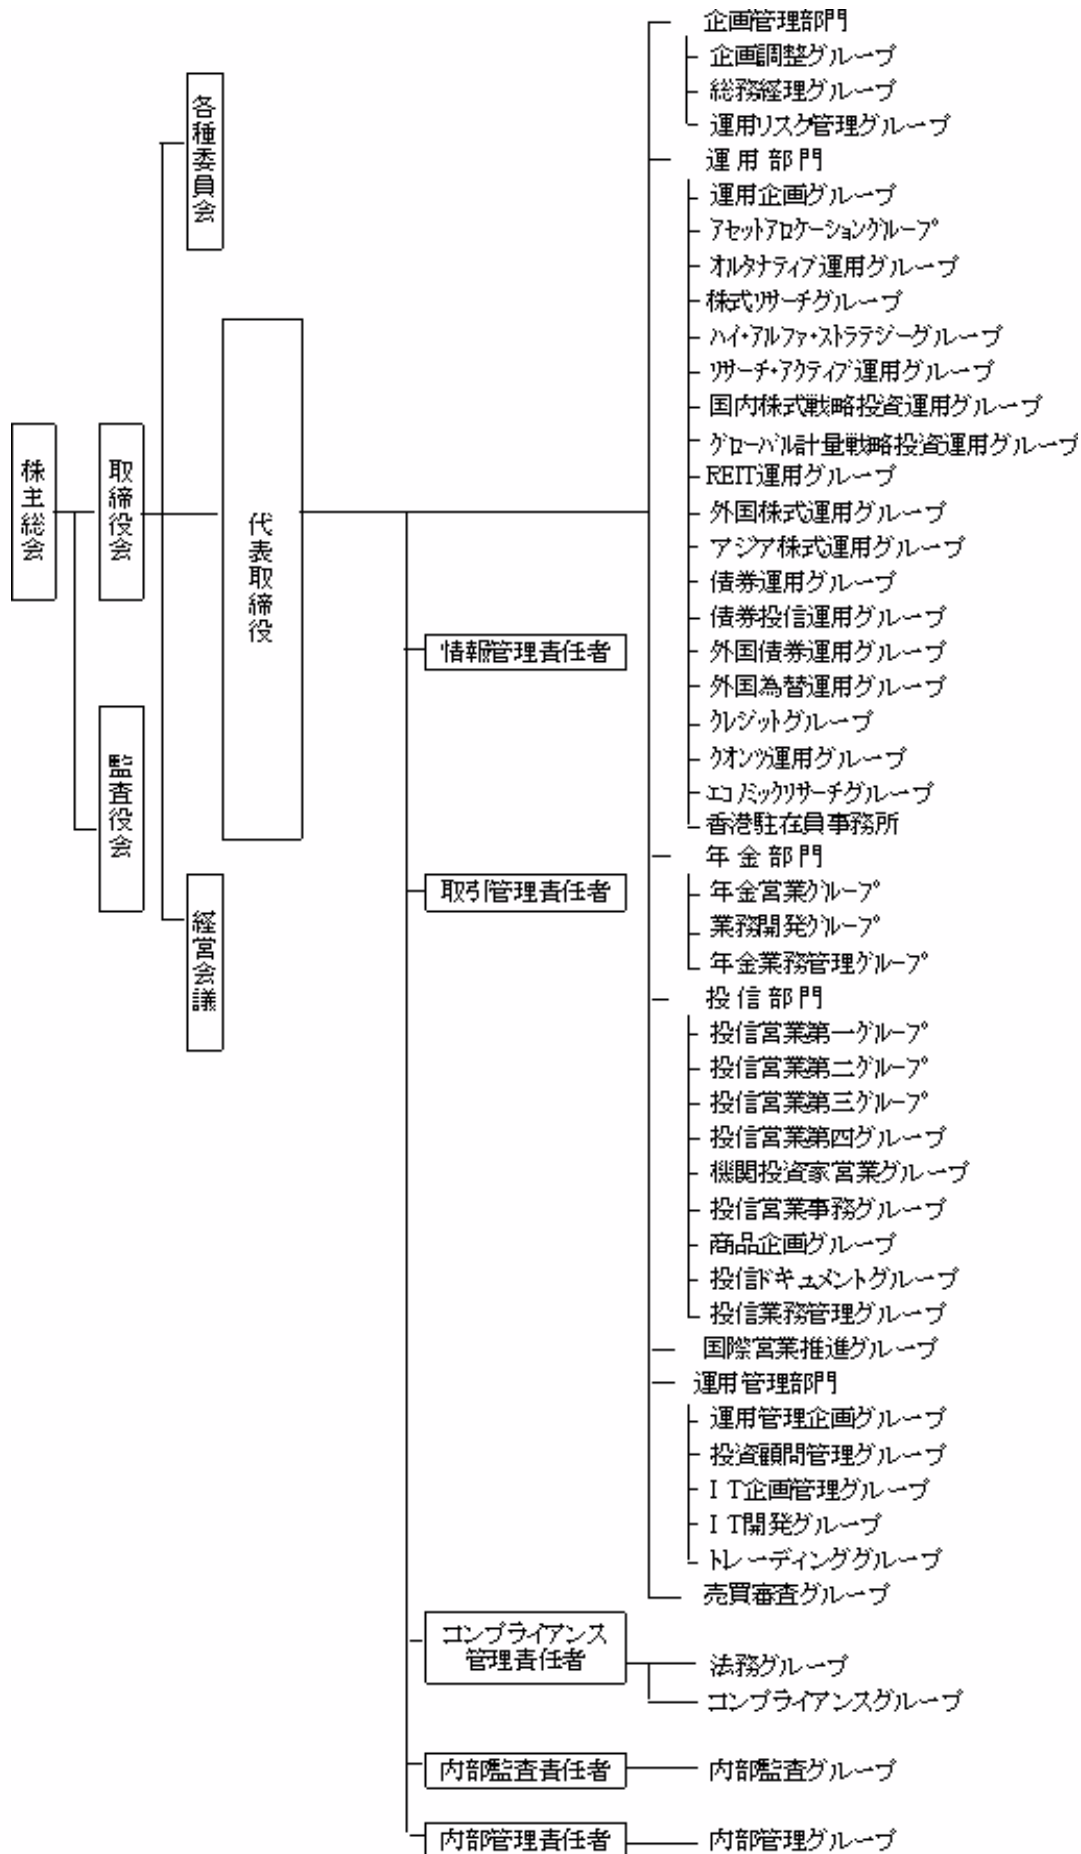 株主総会
取締役会
監査役会
各種委員会
経営会議
代表取締役
情報管理責任者
取引管理責任者
コンプライアンス
管理責任者
内部監査責任者
内部管理責任者
企画管理部門
企画調整グループ
総務経理グループ
運用リスク管理グループ
運用部門
運用企画グループ
アセットアロケーショングループ
オルタナティブ運用グループ
株式リサーチグループ
ハイ・アルファ・ストラテジーグループ
リサーチ・アクティブ運用グループ
国内株式戦略投資運用グループ
グローバル計量戦略投資運用グループ
REIT運用グループ
外国株式運用グループ
アジア株式運用グループ
債券運用グループ
債券投信運用グループ
外国債券運用グループ
外国為替運用グループ
クレジットグループ
クオンツ運用グループ
エコノミックリサーチグループ
香港駐在員事務所
年金部門
年金営業グループ
業務開発グループ
年金業務管理グループ
投信部門
投信営業第一グループ
投信営業第二グループ
投信営業第三グループ
投信営業第四グループ
機関投資家営業グループ
投信営業事務グループ
商品企画グループ
投信ドキュメントグループ
投信業務管理グループ
国際営業推進グループ
運用管理部門
運用管理企画グループ
投資顧問管理グループ
ＩＴ企画管理グループ
ＩＴ開発グループ
トレーディンググループ
売買審査グループ
法務グループ
コンプライアンスグループ
内部監査グループ
内部管理グループ